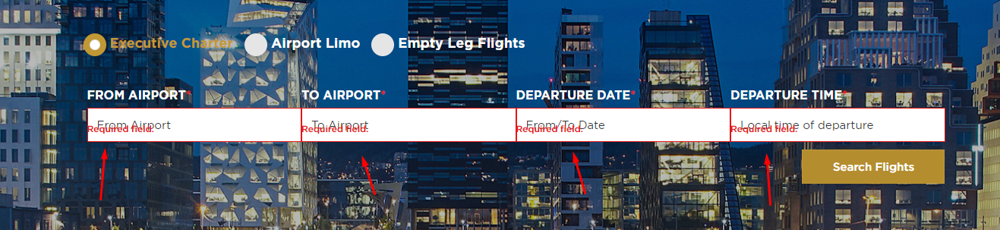 Executive Charter Airport Limo Empty Leg Flights
FROM AIRPORT* TO AIRPORT* DEPARTURE DATE* DEPARTURE TIME*
From Airport To Airport From/To Date Local time of departure
Required field. Required field. Required field. Required field.
Search Flights